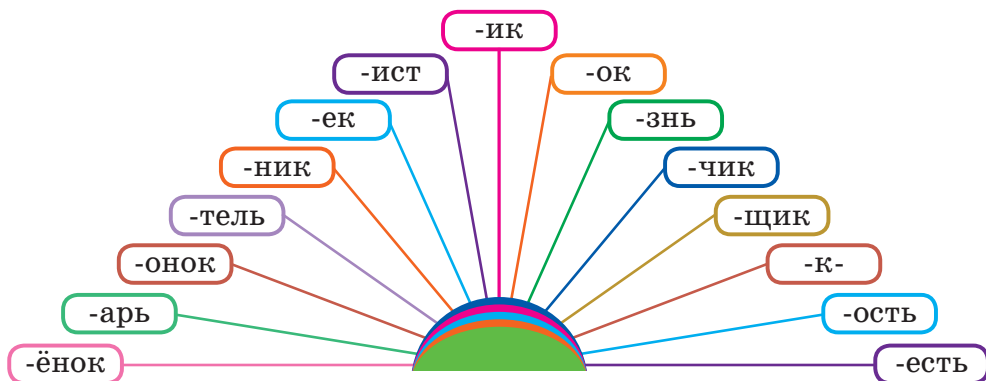 -ик
-ист
-ок
-ек
-знь
-ник
-чик
-тель
-щик
-онок
-к-
-арь
-ость
-ёнок
-есть